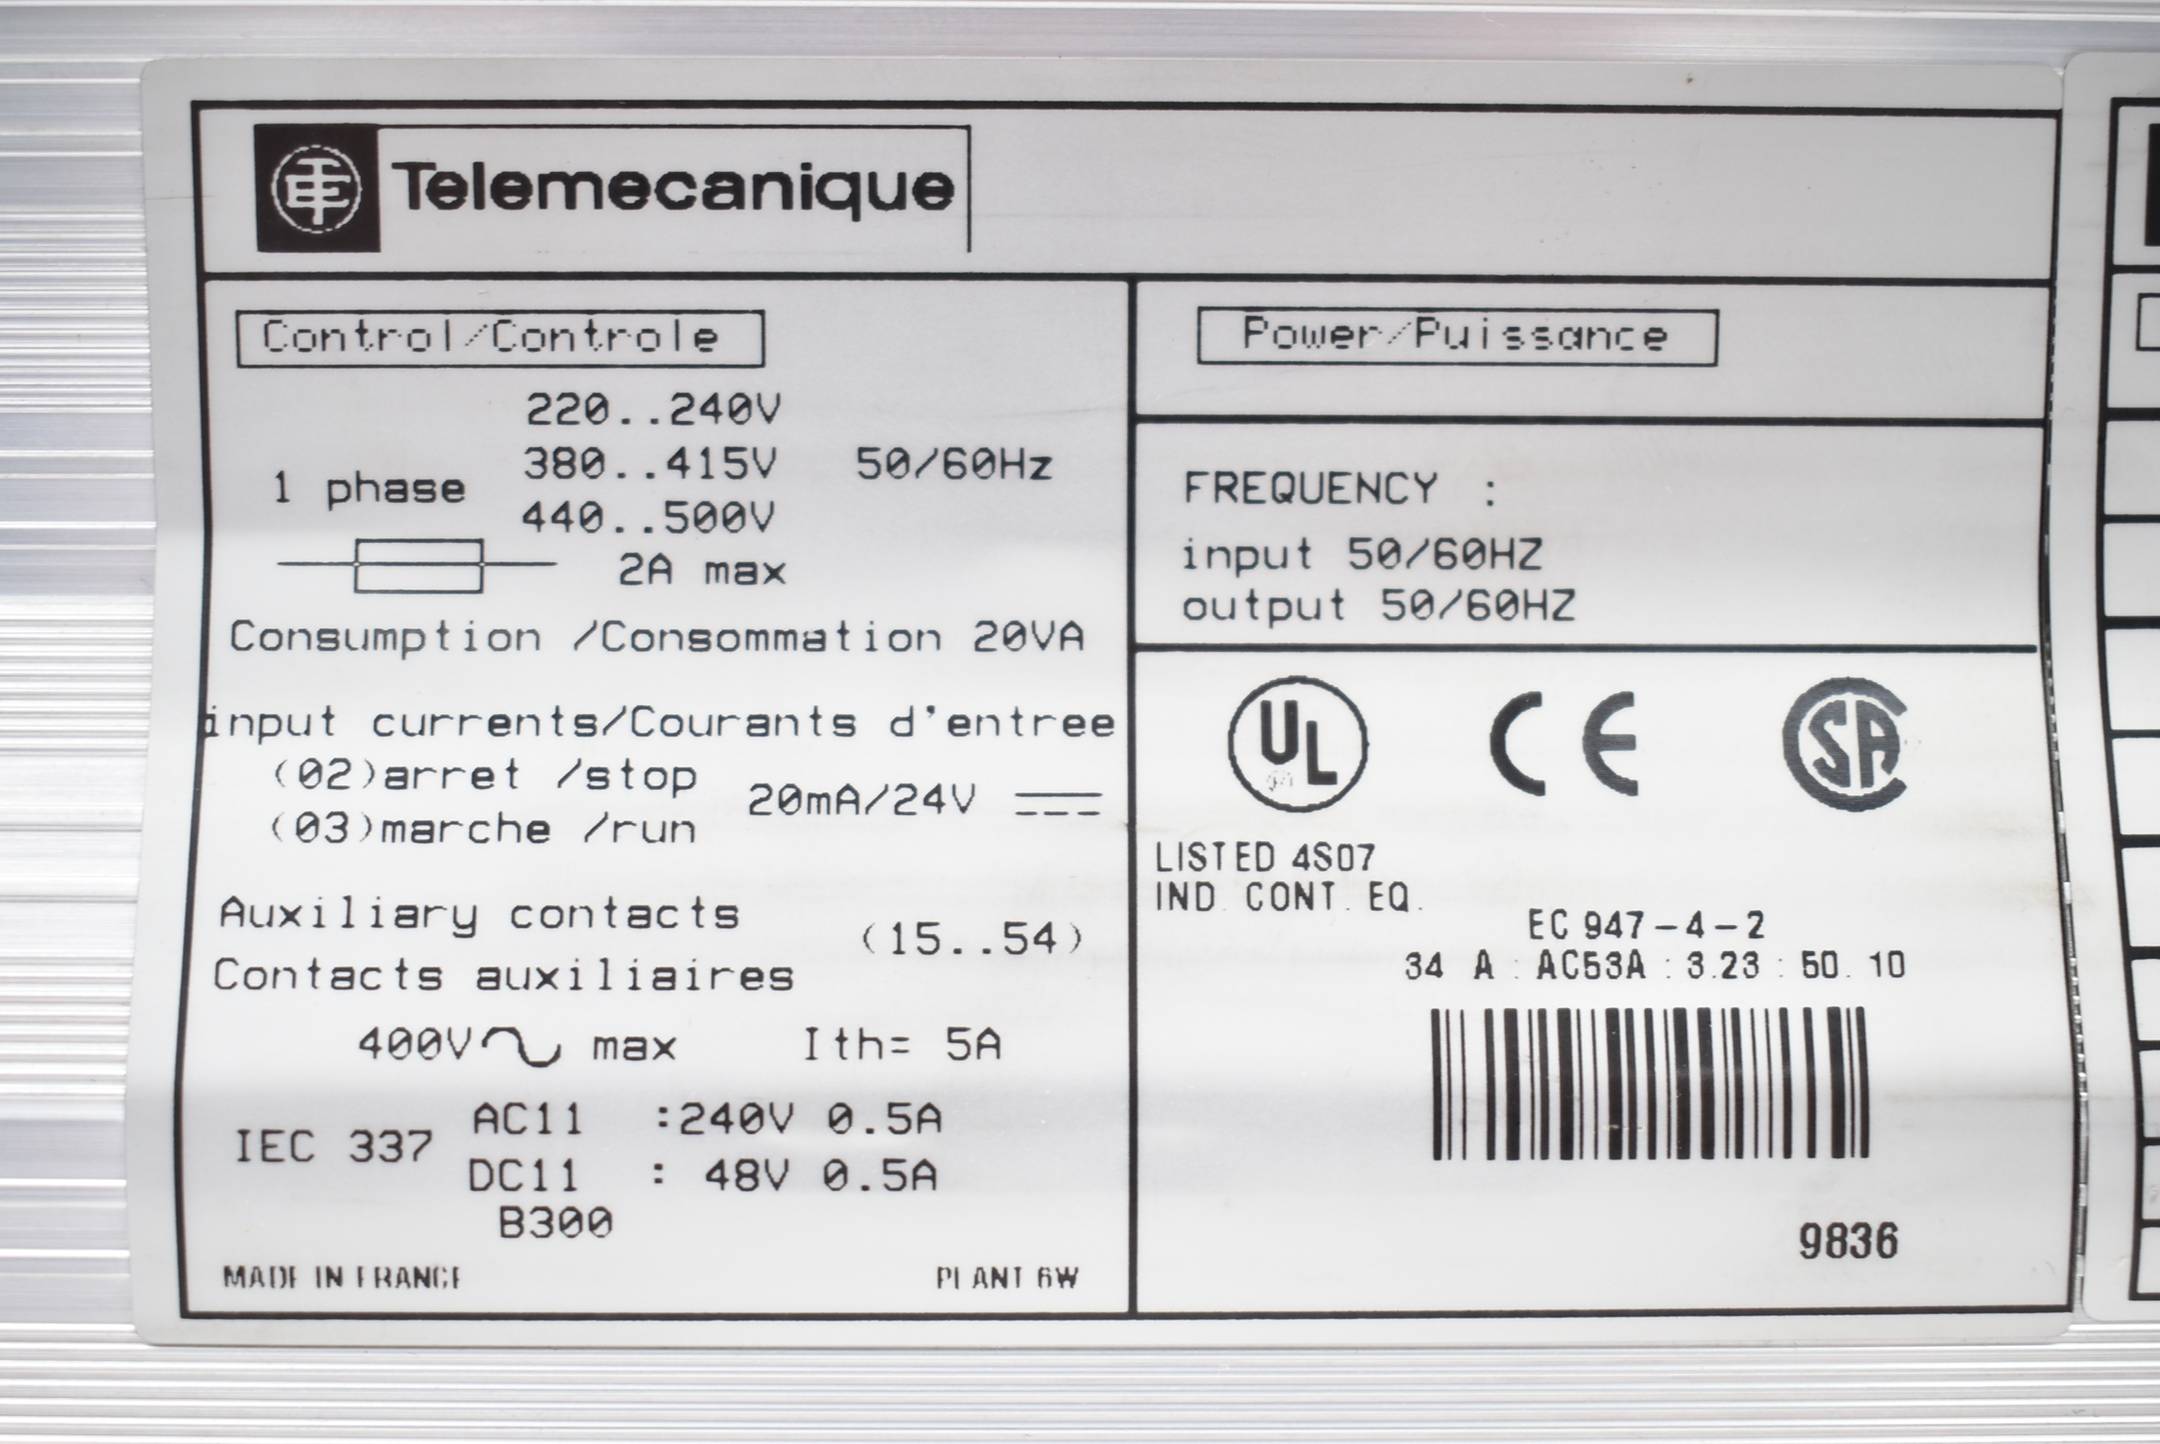 Telemecanique
Control/Controle
220..240V
380..415V 50/60Hz
1 phase
440..500V
2A max
Consumption /Consommation 20VA
input currents/Courants d'entree
(02)arret /stop
20mA/24V
(03)marche /run
Auxiliary contacts
(15..54)
Contacts auxiliaires
400V max Ith= 5A
AC11 :240V 0.5A
IEC 337
DC11 : 48V 0.5A
B300
MADE IN FRANCE PLANT 6W
Power/Puissance
FREQUENCY :
input 50/60HZ
output 50/60HZ
UL CE SA
LISTED 4S07
IND. CONT. EQ.
EC 947-4-2
34 A : AC53A : 3.23 : 50.10
9836